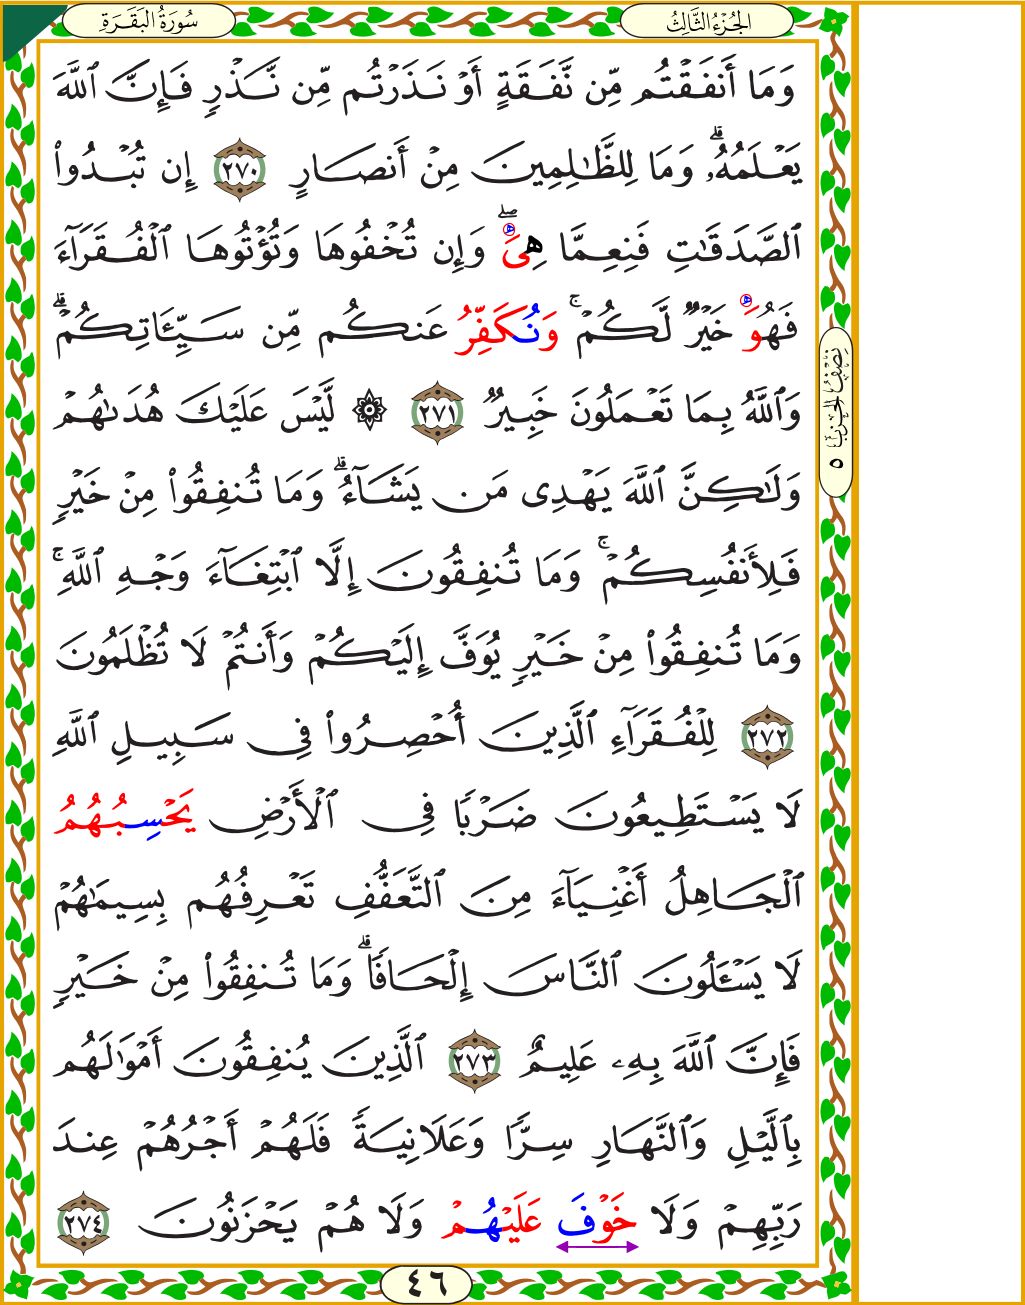 سُورَةُ البَقَرَةِ
الجُزْءُ الثَّالِثُ
وَمَا أَنفَقْتُم مِّن نَّفَقَةٍ أَوْ نَذَرْتُم مِّن نَّذْرٍ فَإِنَّ ٱللَّهَ
يَعْلَمُهُۥۗ وَمَا لِلظَّٰلِمِينَ مِنْ أَنصَارٍ ٢٧٠ إِن تُبْدُوا۟
ٱلصَّدَقَٰتِ فَنِعِمَّا هِىَۖ وَإِن تُخْفُوهَا وَتُؤْتُوهَا ٱلْفُقَرَآءَ
فَهُوَ خَيْرٌ لَّكُمْۚ وَنُكَفِّرُ عَنكُم مِّن سَيِّـَٔاتِكُمْۗ
وَٱللَّهُ بِمَا تَعْمَلُونَ خَبِيرٌ ٢٧١ ۞ لَّيْسَ عَلَيْكَ هُدَىٰهُمْ
وَلَٰكِنَّ ٱللَّهَ يَهْدِى مَن يَشَآءُۗ وَمَا تُنفِقُوا۟ مِنْ خَيْرٍ
فَلِأَنفُسِكُمْۚ وَمَا تُنفِقُونَ إِلَّا ٱبْتِغَآءَ وَجْهِ ٱللَّهِۚ
وَمَا تُنفِقُوا۟ مِنْ خَيْرٍ يُوَفَّ إِلَيْكُمْ وَأَنتُمْ لَا تُظْلَمُونَ
٢٧٢ لِلْفُقَرَآءِ ٱلَّذِينَ أُحْصِرُوا۟ فِى سَبِيلِ ٱللَّهِ
لَا يَسْتَطِيعُونَ ضَرْبًا فِى ٱلْأَرْضِ يَحْسِبُهُمُ
ٱلْجَاهِلُ أَغْنِيَآءَ مِنَ ٱلتَّعَفُّفِ تَعْرِفُهُم بِسِيمَٰهُمْ
لَا يَسْـَٔلُونَ ٱلنَّاسَ إِلْحَافًاۗ وَمَا تُنفِقُوا۟ مِنْ خَيْرٍ
فَإِنَّ ٱللَّهَ بِهِۦ عَلِيمٌ ٢٧٣ ٱلَّذِينَ يُنفِقُونَ أَمْوَٰلَهُم
بِٱلَّيْلِ وَٱلنَّهَارِ سِرًّا وَعَلَانِيَةً فَلَهُمْ أَجْرُهُمْ عِندَ
رَبِّهِمْ وَلَا خَوْفَ عَلَيْهُمْ وَلَا هُمْ يَحْزَنُونَ ٢٧٤
نِصْفُ الحِزْبِ ٥
٤٦